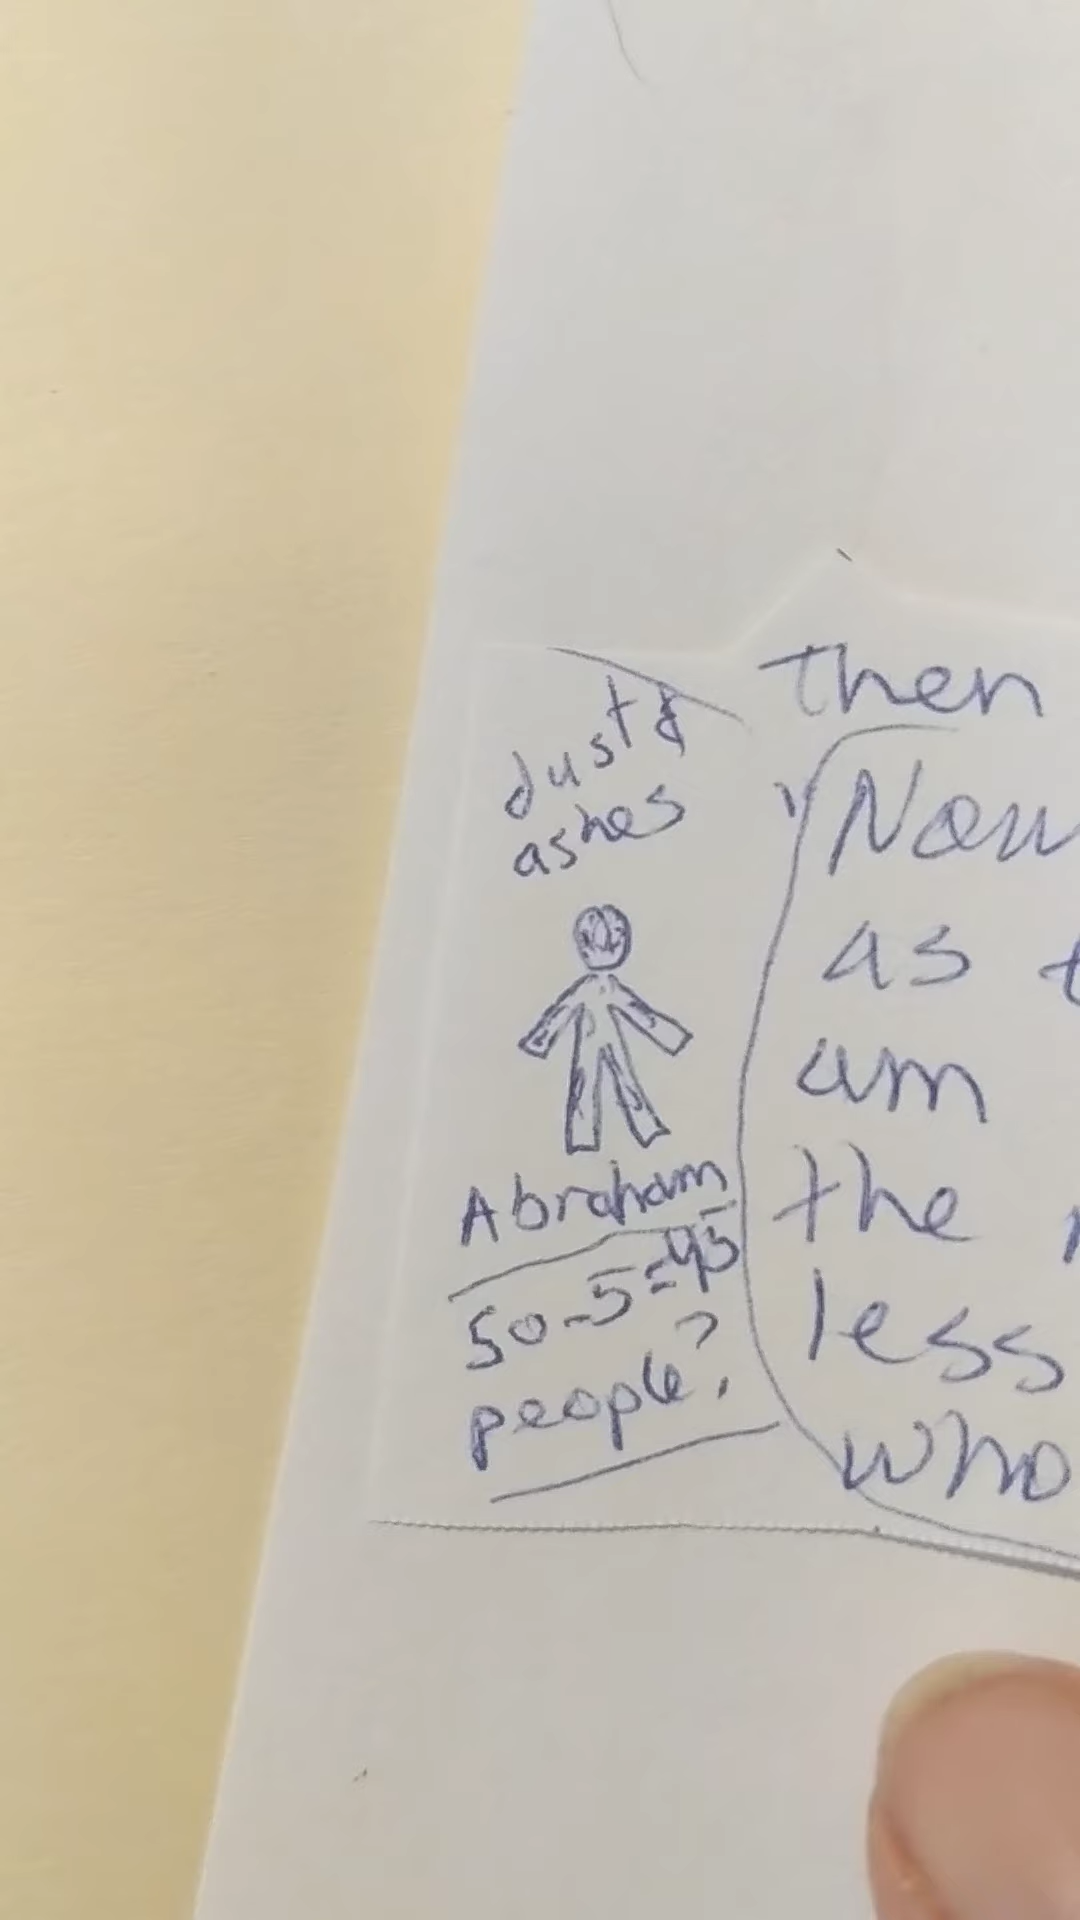 dust &
ashes
Abraham
50-5=45
people?
then
Now
as t
am
the
less
who